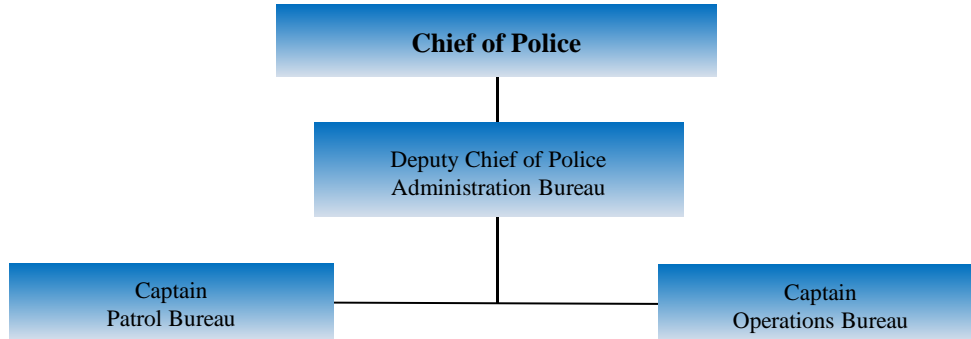 Chief of Police
Deputy Chief of Police
Administration Bureau
Captain
Patrol Bureau
Captain
Operations Bureau